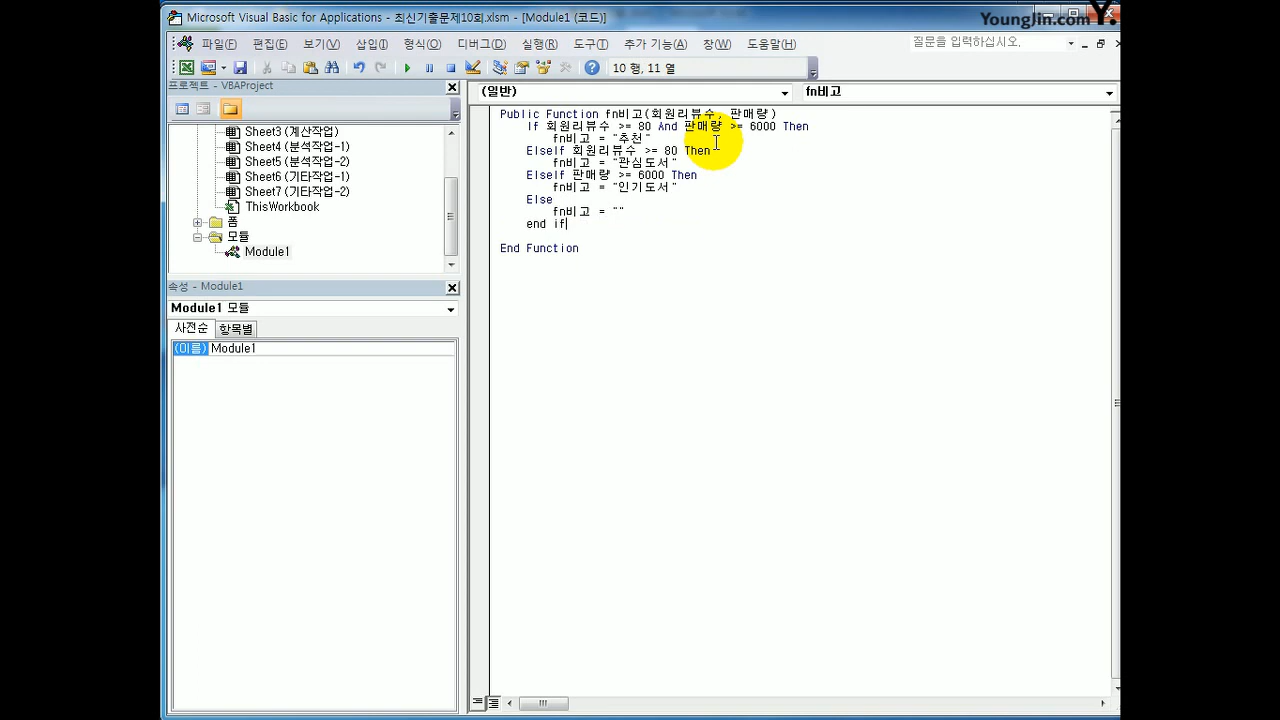 Microsoft Visual Basic for Applications - 최신기출문제10회.xlsm - [Module1 (코드)]
YoungJin.com Y.
파일(F) 편집(E) 보기(V) 삽입(I) 형식(O) 디버그(D) 실행(R) 도구(T) 추가 기능(A) 창(W) 도움말(H)
질문을 입력하십시오.
10 행, 11 열
프로젝트 - VBAProject
Sheet3 (계산작업)
Sheet4 (분석작업-1)
Sheet5 (분석작업-2)
Sheet6 (기타작업-1)
Sheet7 (기타작업-2)
ThisWorkbook
폼
모듈
Module1
속성 - Module1
Module1 모듈
사전순 항목별
(이름) Module1
(일반) fn비고
Public Function fn비고(회원리뷰수, 판매량)
If 회원리뷰수 >= 80 And 판매량 >= 6000 Then
fn비고 = "추천"
ElseIf 회원리뷰수 >= 80 Then
fn비고 = "관심도서"
ElseIf 판매량 >= 6000 Then
fn비고 = "인기도서"
Else
fn비고 = ""
end if
End Function